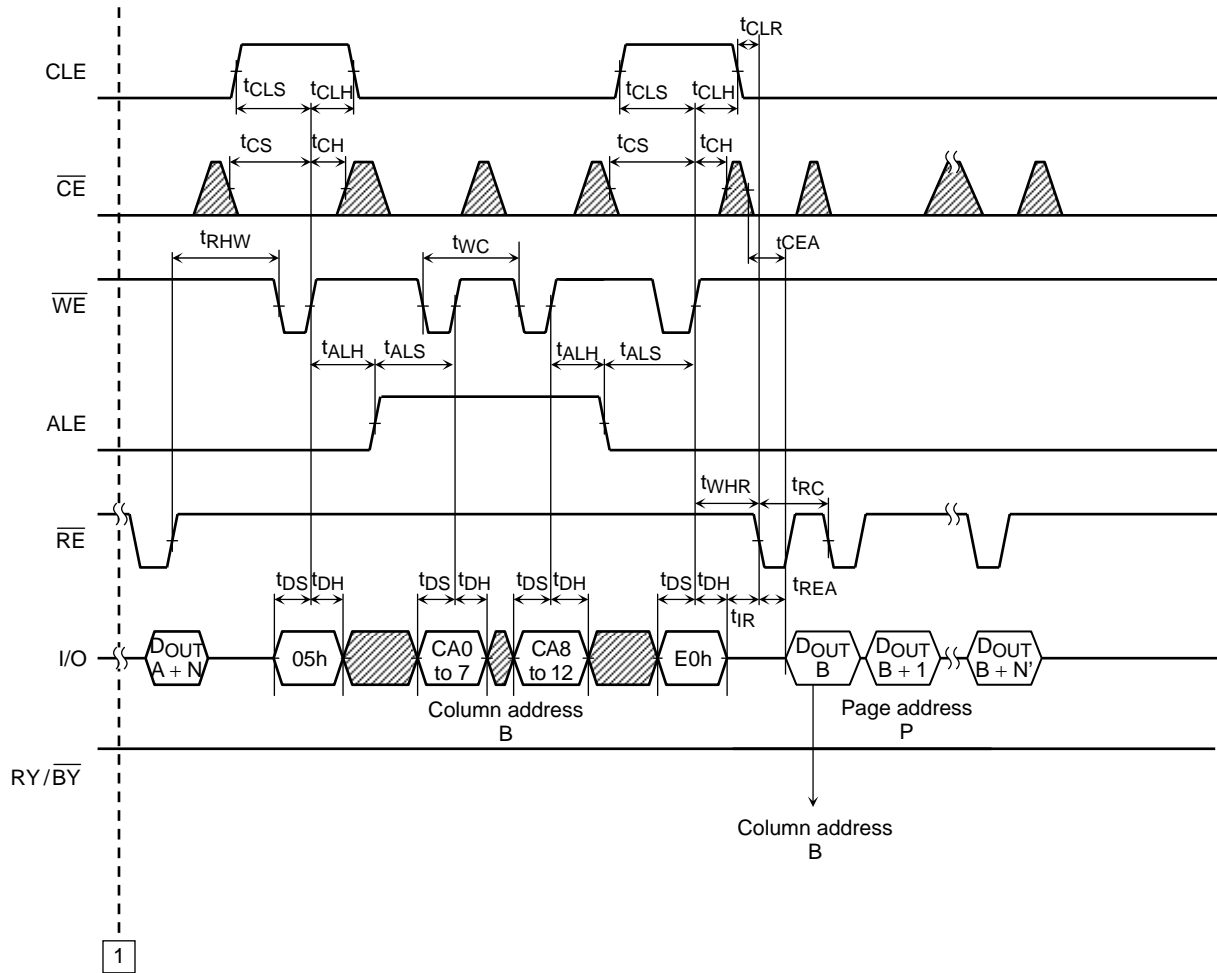 tCLR
CLE
tCLS tCLH tCLS tCLH
tCS tCH tCS tCH
CE
tRHW tWC tCEA
WE
tALH tALS tALH tALS
ALE
tWHR tRC
RE
tDS tDH tDS tDH tDS tDH tDS tDH tREA
tIR
I/O
DOUT
A + N
05h
CA0
to 7
CA8
to 12
E0h
DOUT
B
DOUT
B + 1
DOUT
B + N'
Column address
B
Page address
P
RY/BY
Column address
B
1